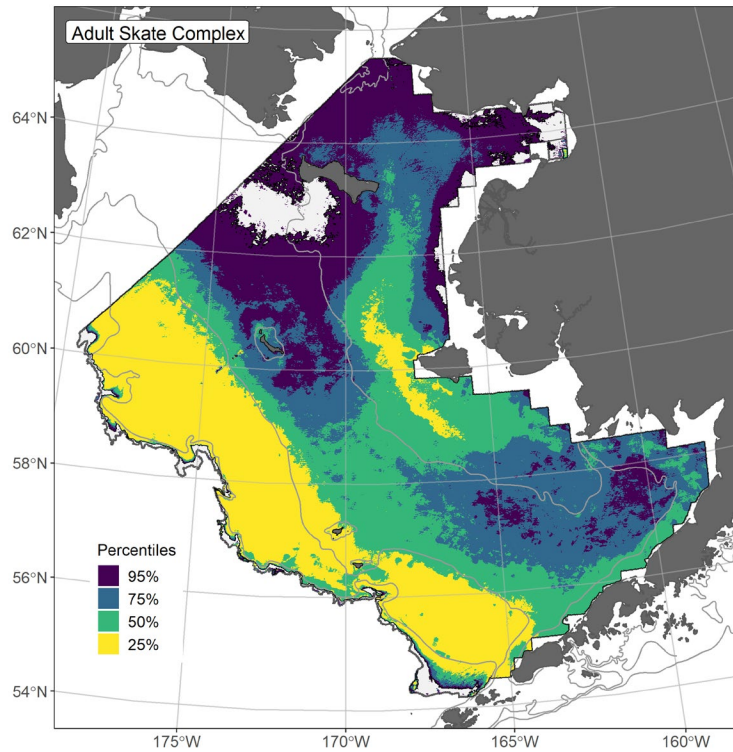 Adult Skate Complex
64°N
62°N
60°N
58°N
56°N
54°N
Percentiles
95%
75%
50%
25%
175°W
170°W
165°W
160°W